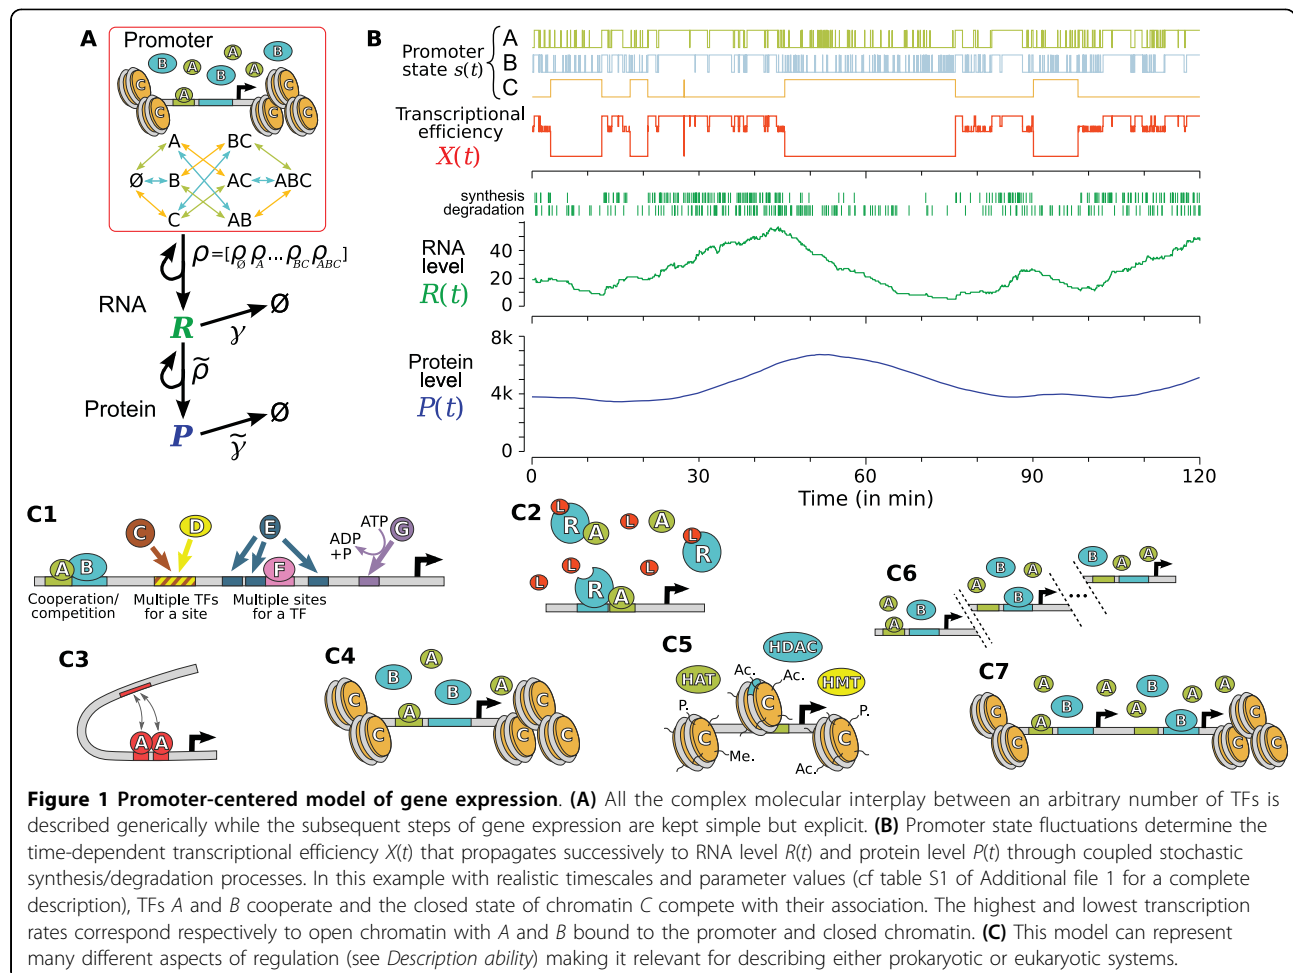 A
Promoter
B
B
A
A
B
A
C
C
A
C
C
C
A
BC
Ø
B
AC
ABC
C
AB
ρ=[ρØ ρA ... ρBC ρABC]
RNA
R
γ
Ø
ρ̃
Protein
P
γ̃
Ø
B
Promoter
state s(t)
A
B
C
Transcriptional
efficiency
X(t)
synthesis
degradation
RNA
level
R(t)
40
20
0
Protein
level
P(t)
8k
4k
0
0
30
60
90
120
Time (in min)
C1
A
B
C
D
E
F
G
ATP
ADP
+P
Cooperation/
competition
Multiple TFs
for a site
Multiple sites
for a TF
C2
L
R
A
L
A
L
R
L
L
L
R
A
C3
A
A
C4
C
C
B
A
B
A
A
C
C
C
C5
HAT
HDAC
HMT
Ac.
Ac.
P.
P.
C
C
C
Me.
Ac.
C6
A
A
B
A
B
A
B
...
B
A
A
C7
C
C
A
A
B
A
B
A
A
B
C
C
C
Figure 1 Promoter-centered model of gene expression. (A) All the complex molecular interplay between an arbitrary number of TFs is
described generically while the subsequent steps of gene expression are kept simple but explicit. (B) Promoter state fluctuations determine the
time-dependent transcriptional efficiency X(t) that propagates successively to RNA level R(t) and protein level P(t) through coupled stochastic
synthesis/degradation processes. In this example with realistic timescales and parameter values (cf table S1 of Additional file 1 for a complete
description), TFs A and B cooperate and the closed state of chromatin C compete with their association. The highest and lowest transcription
rates correspond respectively to open chromatin with A and B bound to the promoter and closed chromatin. (C) This model can represent
many different aspects of regulation (see Description ability) making it relevant for describing either prokaryotic or eukaryotic systems.